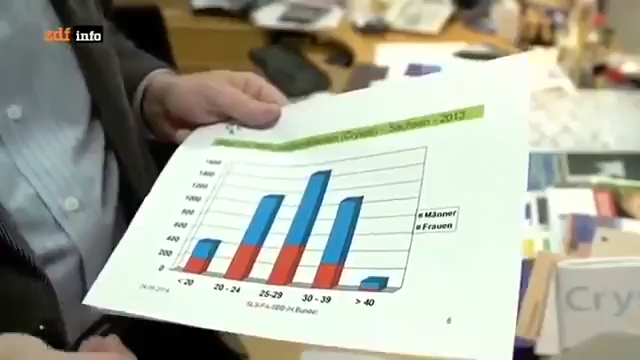 zdf info
(Crystal) - Sachsen - 2013
1600
1400
1200
1000
800
600
400
200
0
< 20
20 - 24
25-29
30 - 39
> 40
Männer
Frauen
6
Cry